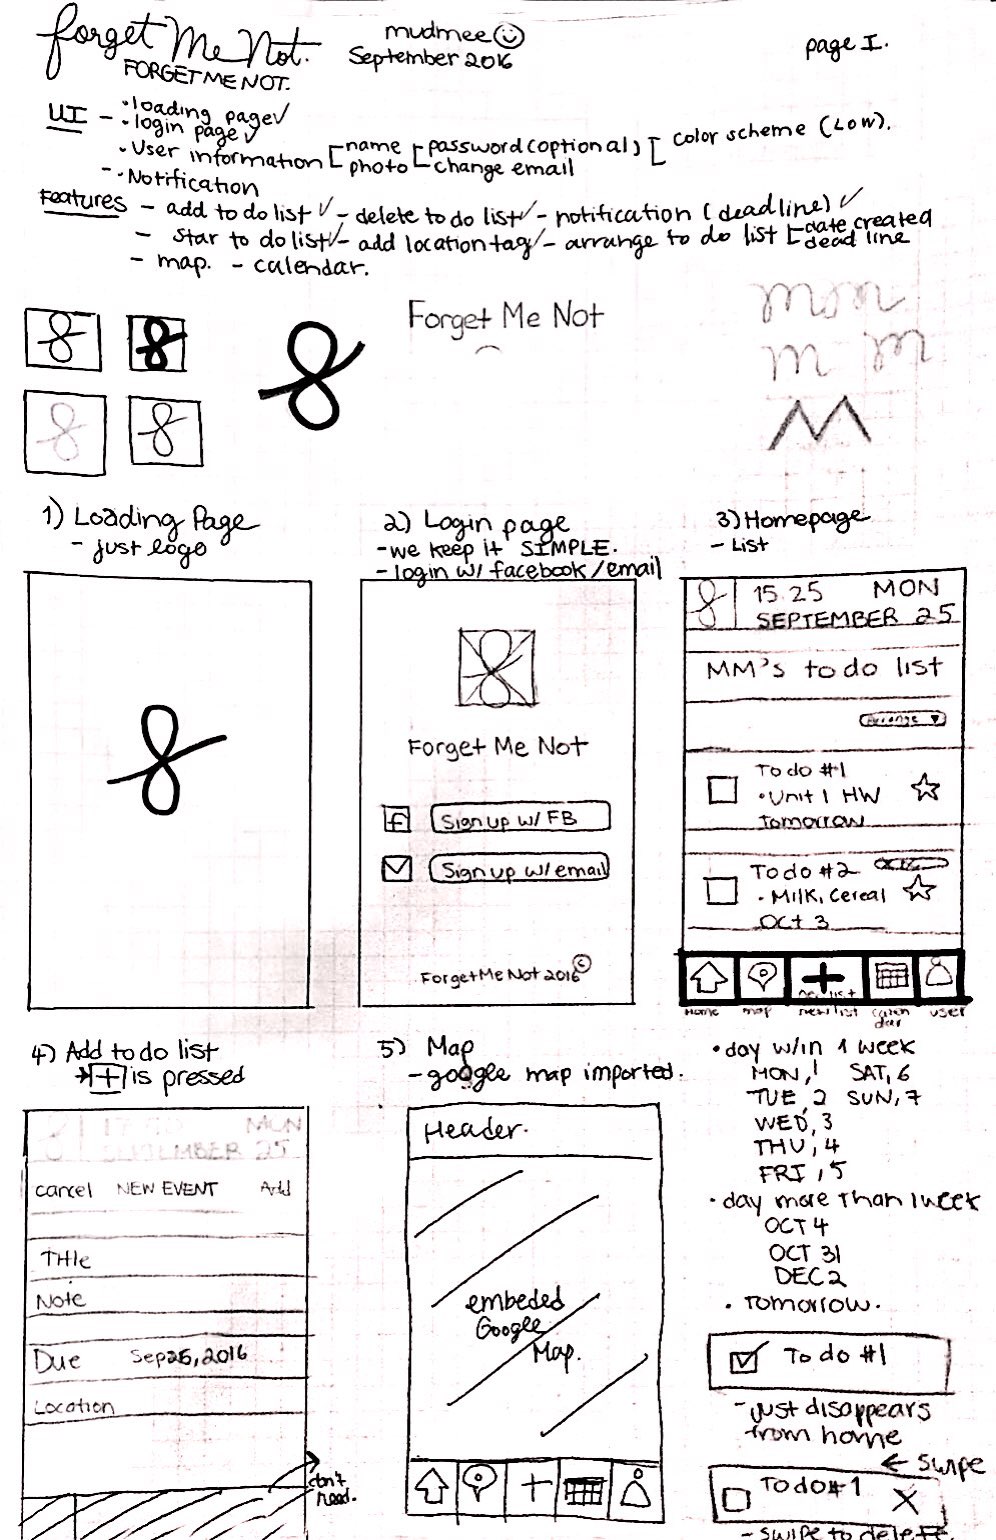 forget Me Not.
mudmee
September 2016
page I.
FORGET ME NOT.
UI - • loading page ✓
• login page ✓
• User information [ name [ password (optional) [ color scheme (Low).
photo change email
- • Notification
Features - add to do list ✓ - delete to do list ✓ - notification (deadline) ✓
- star to do list ✓ - add location tag ✓ - arrange to do list [ date created
dead line
- map. - calendar.
Forget Me Not
1) Loading Page
- just logo
2) Login page
- we keep it SIMPLE.
- login w/ facebook/email
3) Homepage
- List
Forget Me Not
f Sign up w/ FB
Sign up w/ email
ForgetMeNot 2016 ©
15 25 MON
SEPTEMBER 25
MM's to do list
Arrange ▼
To do #1
• Unit 1 HW
Tomorrow
To do #2
• Milk, Cereal
Oct 3
Home map new list calendar user
4) Add to do list
→ [+] is pressed
MON
SEPTEMBER 25
cancel NEW EVENT Add
Title
Note
Due Sep 25, 2016
Location
don't need.
5) Map
- google map imported.
Header.
embeded
Google
Map.
• day w/in 1 week
MON, 1 SAT, 6
TUE, 2 SUN, 7
WED, 3
THU, 4
FRI, 5
• day more than 1 week
OCT 4
OCT 31
DEC 2
• Tomorrow.
To do #1
- just disappears
from home
← swipe
To do #1 X
- swipe to delete.